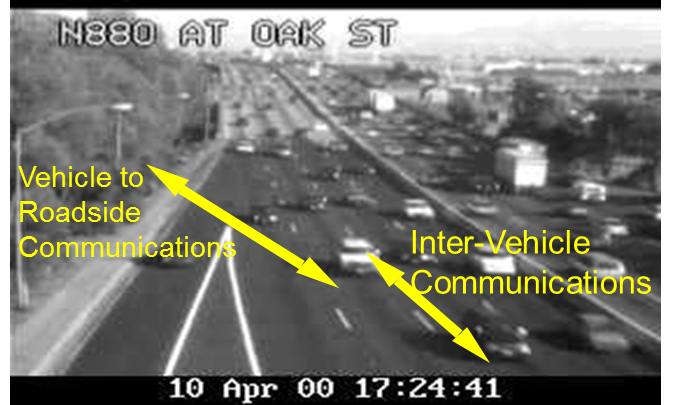 N880 AT OAK ST
Vehicle to
Roadside
Communications
Inter-Vehicle
Communications
10 Apr 00 17:24:41